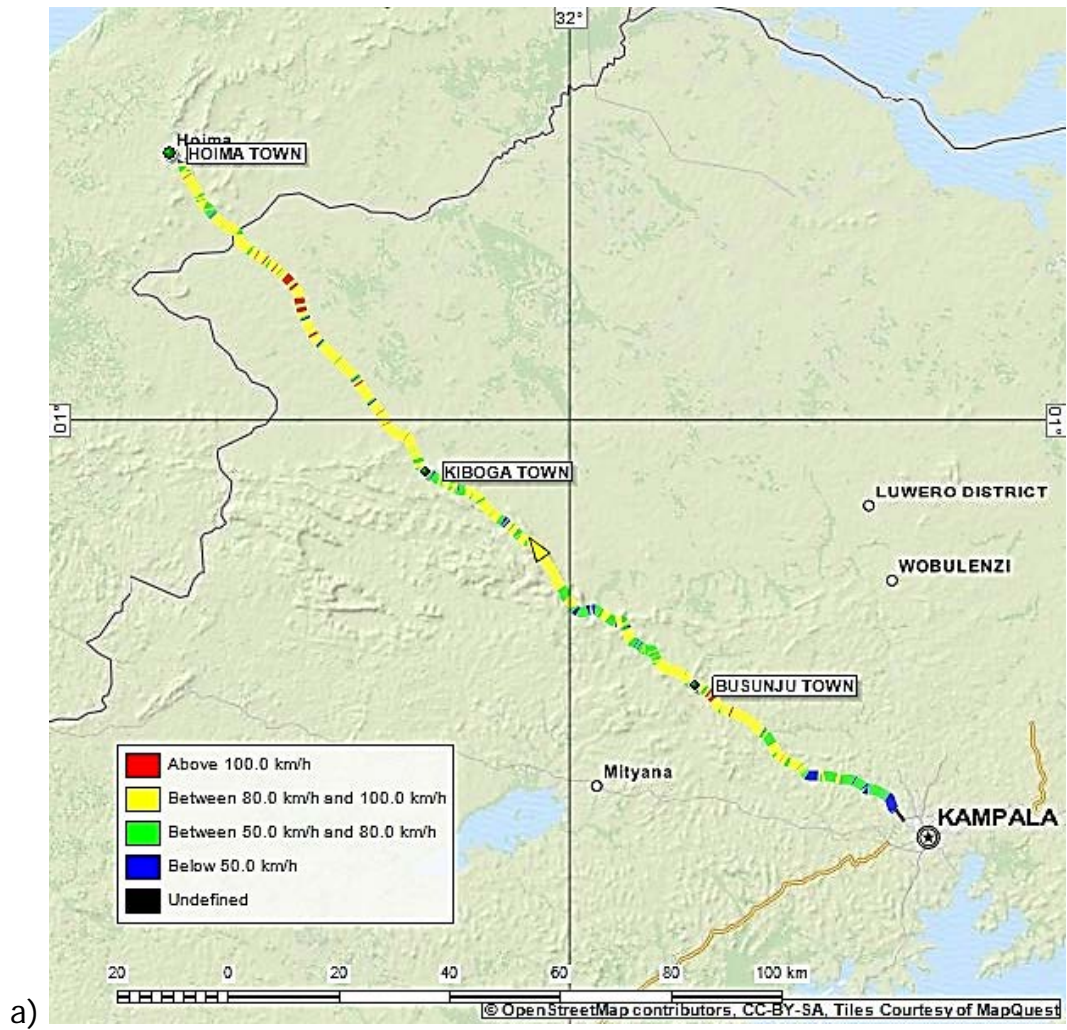 32°
Hoima
HOIMA TOWN
01°
01°
KIBOGA TOWN
LUWERO DISTRICT
WOBULENZI
BUSUNJU TOWN
Mityana
KAMPALA
Above 100.0 km/h
Between 80.0 km/h and 100.0 km/h
Between 50.0 km/h and 80.0 km/h
Below 50.0 km/h
Undefined
20 0 40 60 80 100 km
a)
© OpenStreetMap contributors, CC-BY-SA, Tiles Courtesy of MapQuest